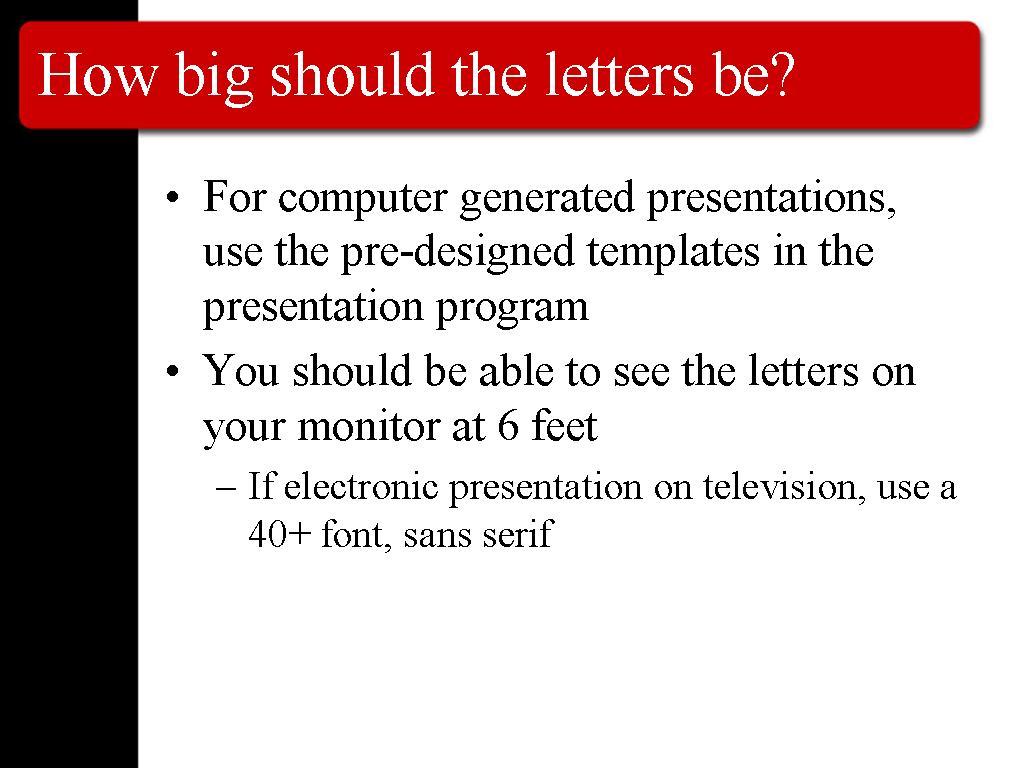 How big should the letters be?
• For computer generated presentations,
use the pre-designed templates in the
presentation program
• You should be able to see the letters on
your monitor at 6 feet
– If electronic presentation on television, use a
40+ font, sans serif